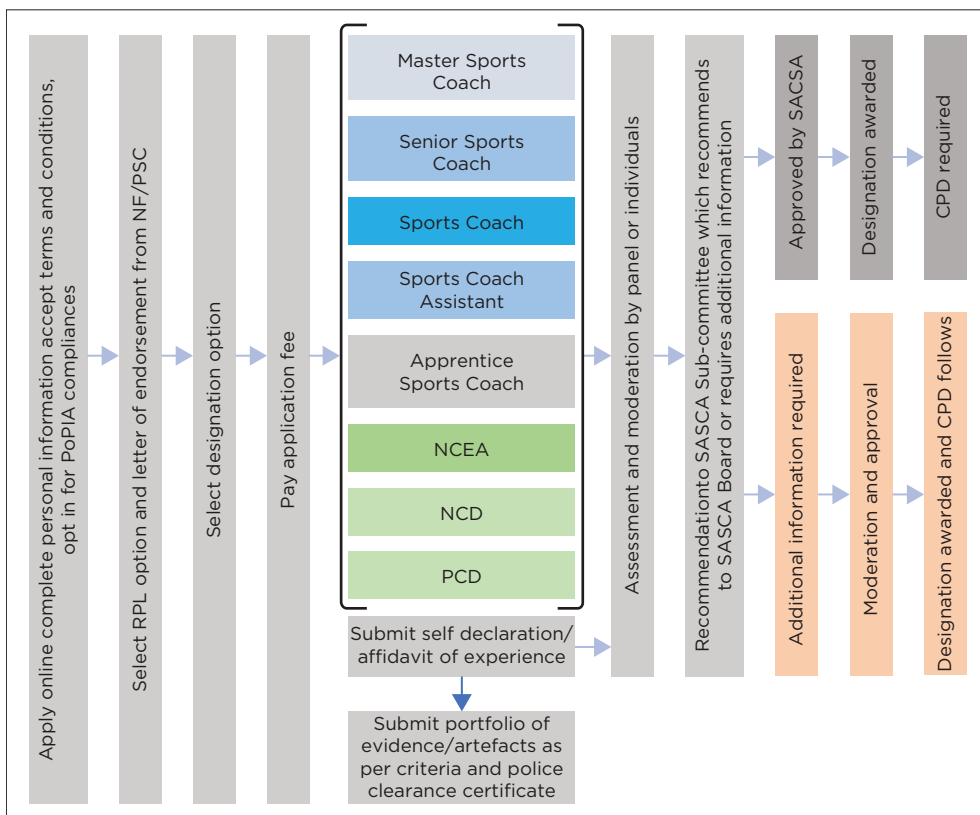 Apply online complete personal information accept terms and conditions,
opt in for PoPIA compliances
Select RPL option and letter of endorsement from NF/PSC
Select designation option
Pay application fee
Master Sports
Coach
Senior Sports
Coach
Sports Coach
Sports Coach
Assistant
Apprentice
Sports Coach
NCEA
NCD
PCD
Submit self declaration/
affidavit of experience
Submit portfolio of
evidence/artefacts as
per criteria and police
clearance certificate
Assessment and moderation by panel or individuals
Recommendationto SASCA Sub-committee which recommends
to SASCA Board or requires additional information
Approved by SACSA
Designation awarded
CPD required
Additional information required
Moderation and approval
Designation awarded and CPD follows